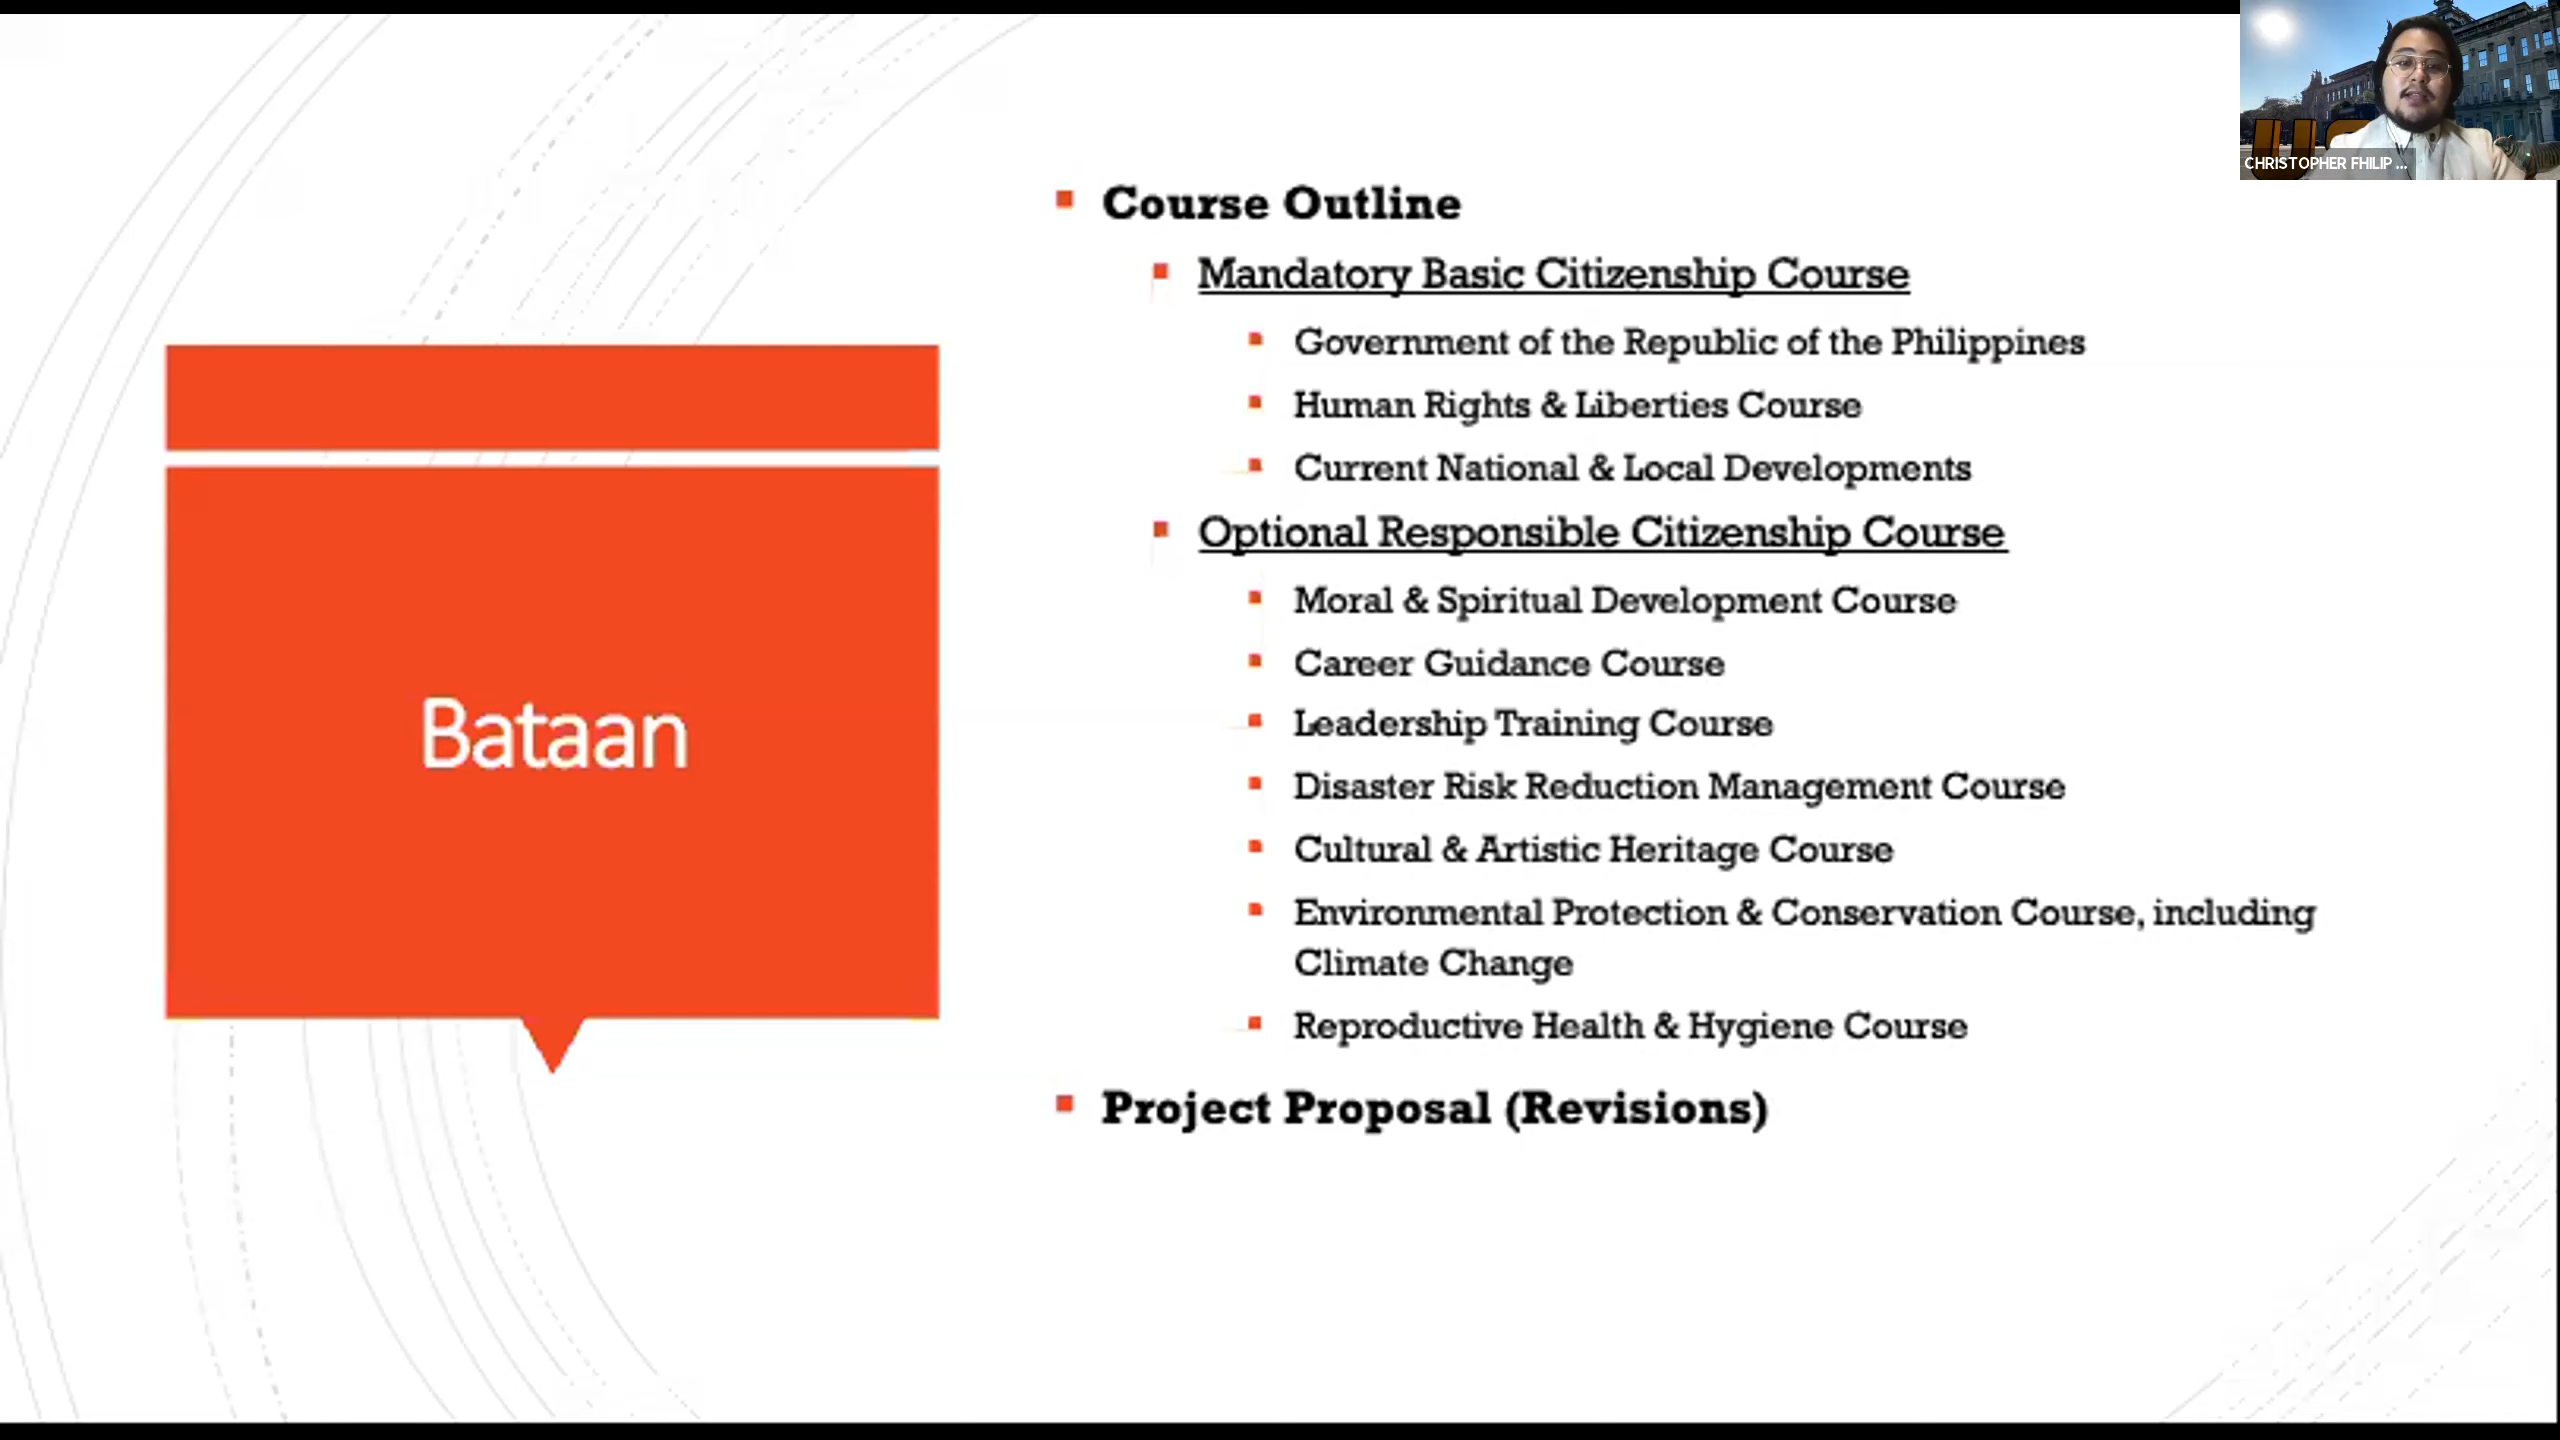 CHRISTOPHER FHILIP ...
Bataan
Course Outline
Mandatory Basic Citizenship Course
Government of the Republic of the Philippines
Human Rights & Liberties Course
Current National & Local Developments
Optional Responsible Citizenship Course
Moral & Spiritual Development Course
Career Guidance Course
Leadership Training Course
Disaster Risk Reduction Management Course
Cultural & Artistic Heritage Course
Environmental Protection & Conservation Course, including
Climate Change
Reproductive Health & Hygiene Course
Project Proposal (Revisions)